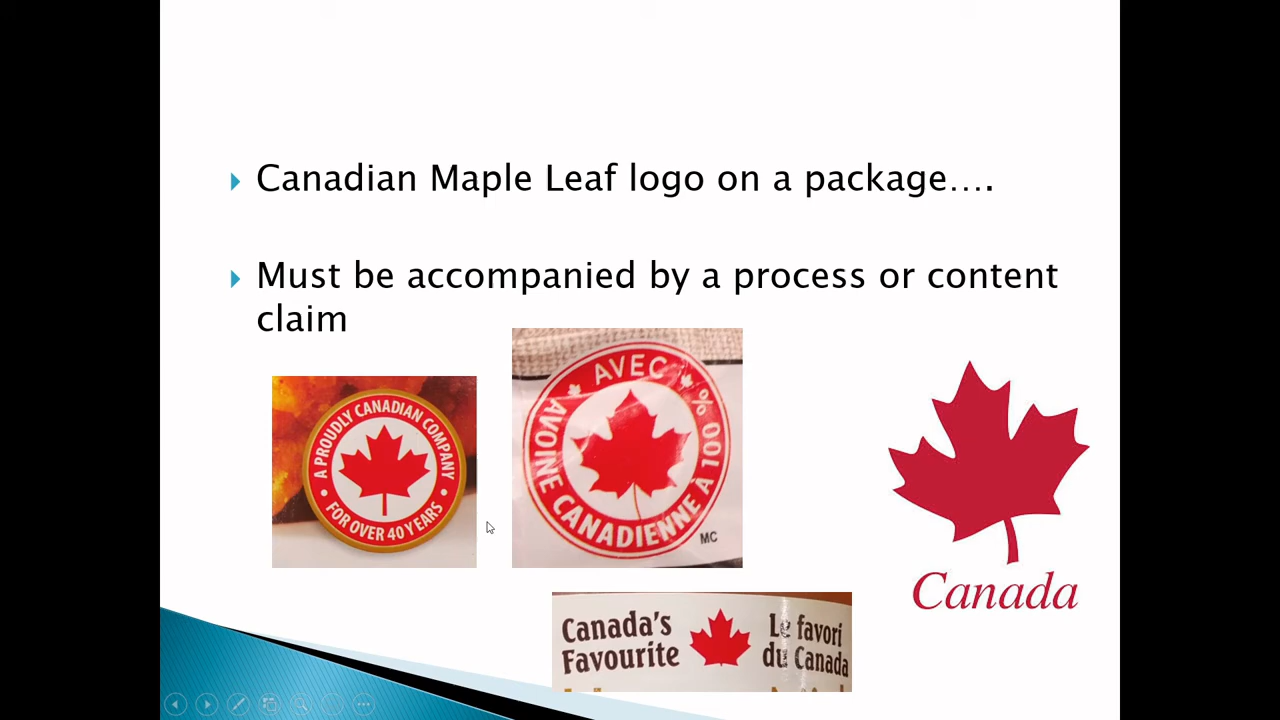 Canadian Maple Leaf logo on a package….
Must be accompanied by a process or content
claim
A PROUDLY CANADIAN COMPANY
• FOR OVER 40 YEARS •
AVEC
AVOINE CANADIENNE À 100 %
MC
Canada
Canada's
Favourite
Le favori
du Canada